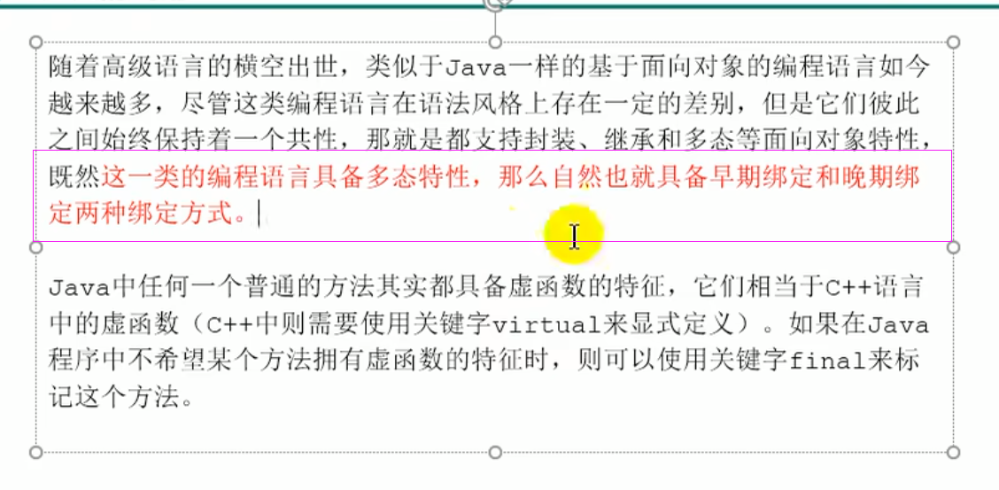 随着高级语言的横空出世，类似于Java一样的基于面向对象的编程语言如今
越来越多，尽管这类编程语言在语法风格上存在一定的差别，但是它们彼此
之间始终保持着一个共性，那就是都支持封装、继承和多态等面向对象特性，
既然这一类的编程语言具备多态特性，那么自然也就具备早期绑定和晚期绑
定两种绑定方式。
Java中任何一个普通的方法其实都具备虚函数的特征，它们相当于C++语言
中的虚函数（C++中则需要使用关键字virtual来显式定义）。如果在Java
程序中不希望某个方法拥有虚函数的特征时，则可以使用关键字final来标
记这个方法。